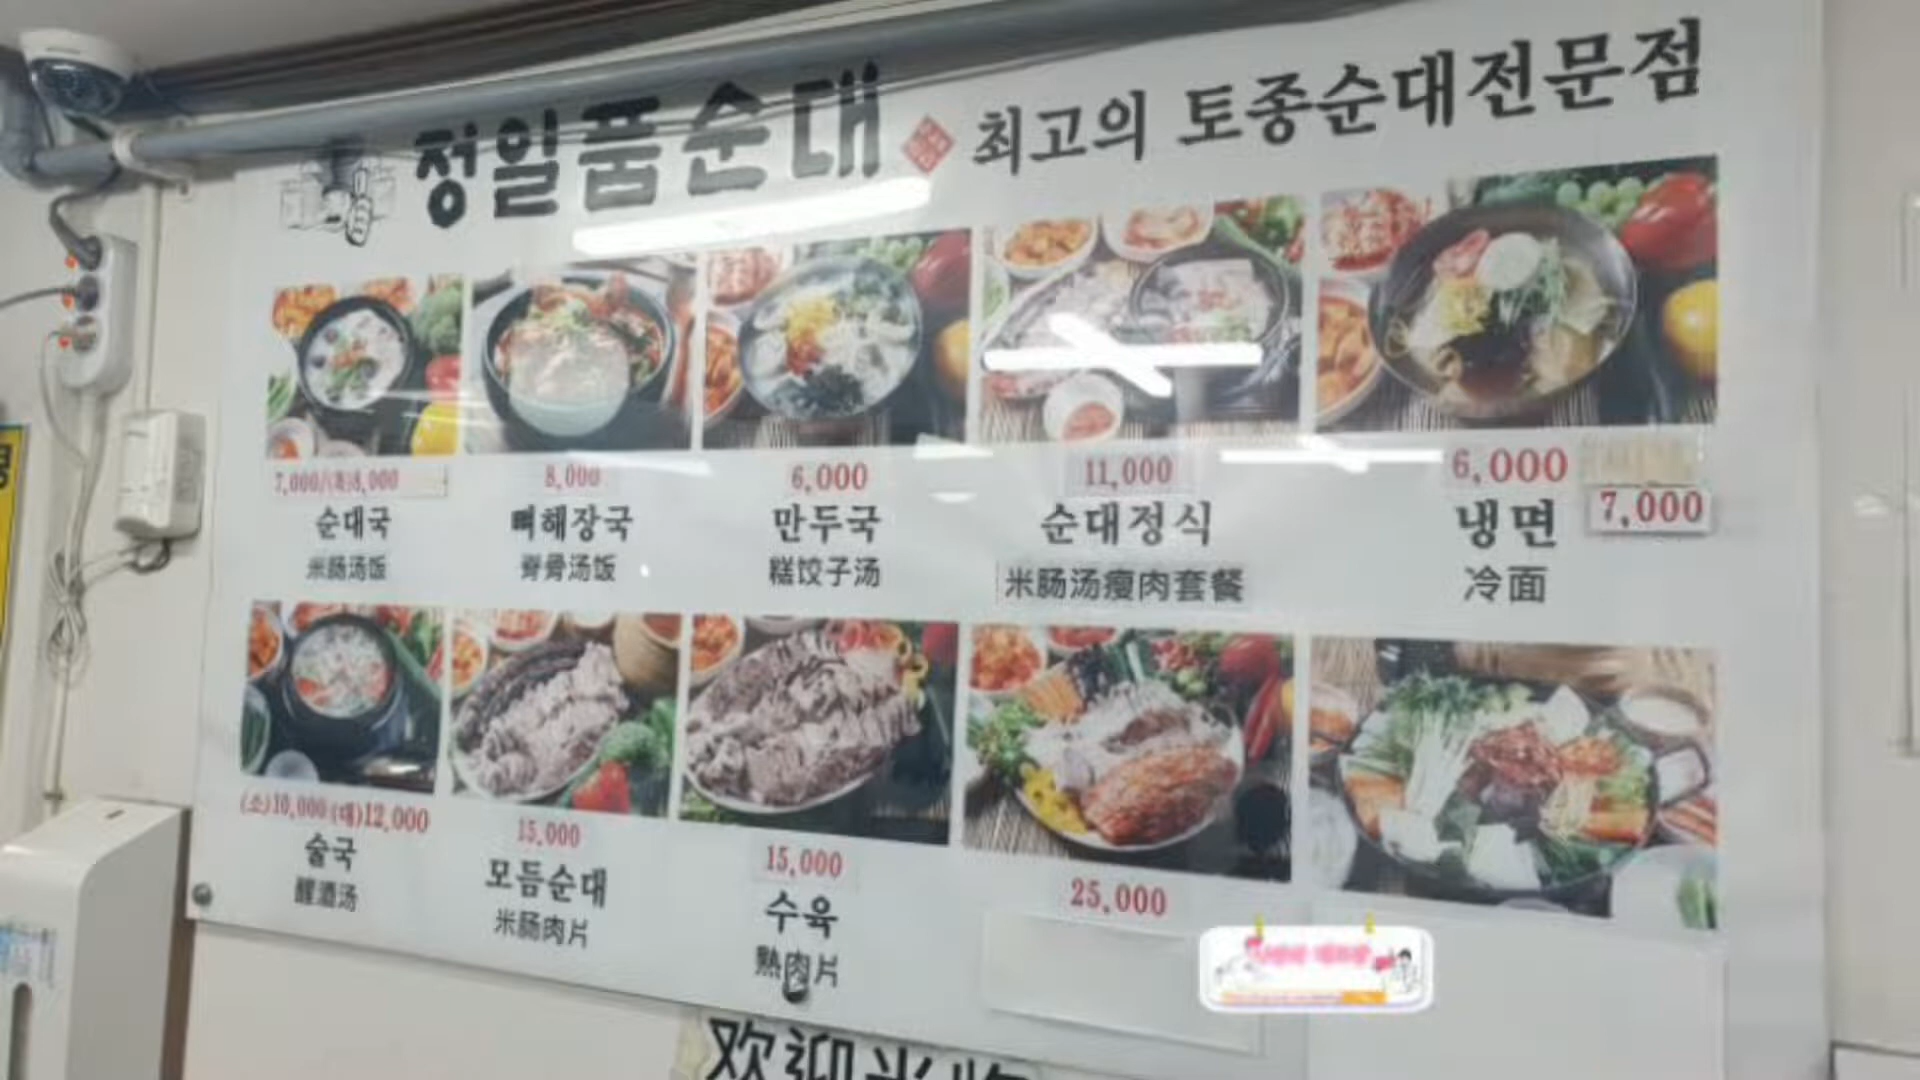 정일품순대 최고의 토종순대전문점
7,000/(특)8,000
순대국
米肠汤饭
8,000
뼈해장국
脊骨汤饭
6,000
만두국
糕饺子汤
11,000
순대정식
米肠汤瘦肉套餐
6,000
7,000
냉면
冷面
(소)10,000 (대)12,000
술국
醒酒汤
15,000
모듬순대
米肠肉片
15,000
수육
熟肉片
25,000
欢迎光临